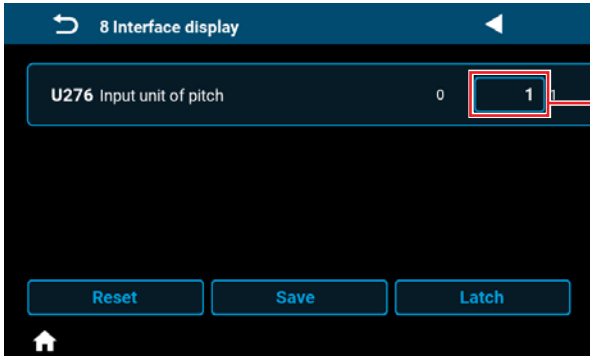 8 Interface display
U276 Input unit of pitch 0 1 1
Reset Save Latch